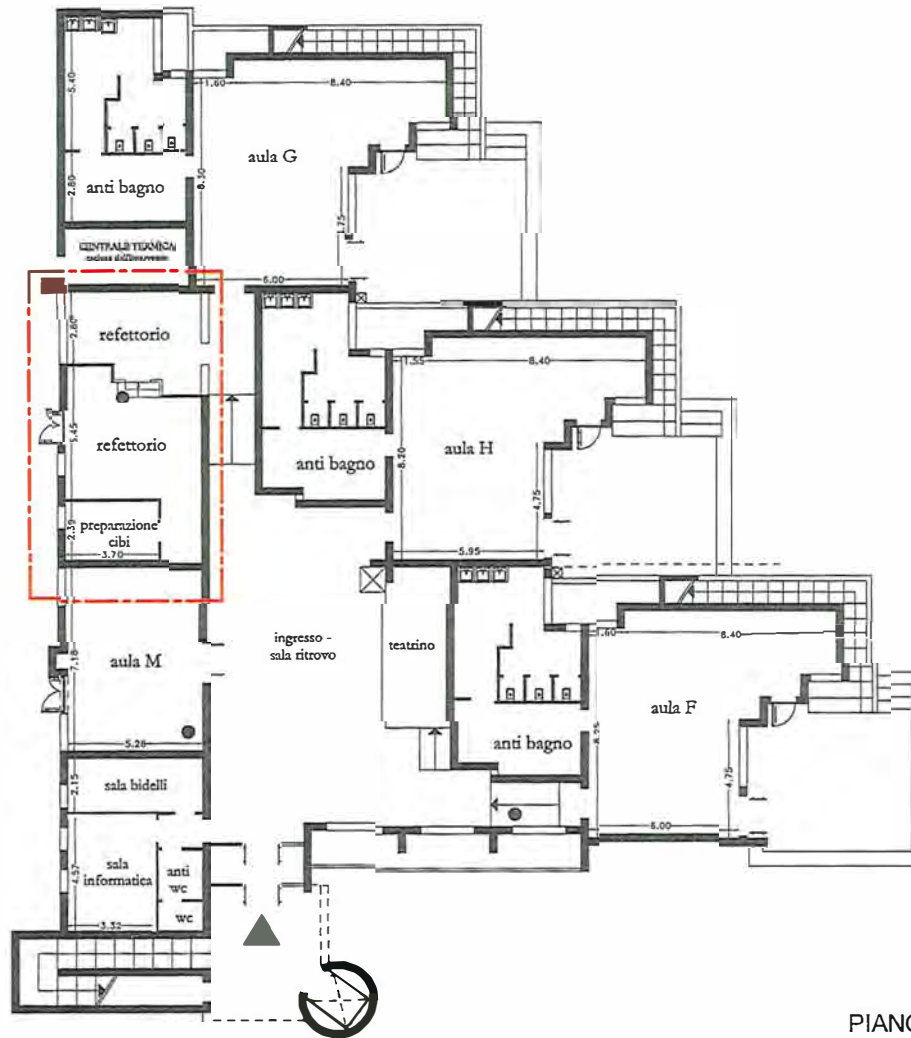 5.40
1.60
8.40
aula G
anti bagno
2.80
8.30
1.75
CENTRALE TERMICA
6.00
refettorio
2.80
1.55
8.40
refettorio
5.45
anti bagno
8.20
aula H
4.75
preparazione
cibi
2.39
3.70
5.95
ingresso -
sala ritrovo
teatrino
aula M
7.18
1.60
8.40
aula F
anti bagno
4.75
5.28
sala bidelli
2.15
6.00
sala
informatica
4.57
anti
wc
wc
3.32
PIANO